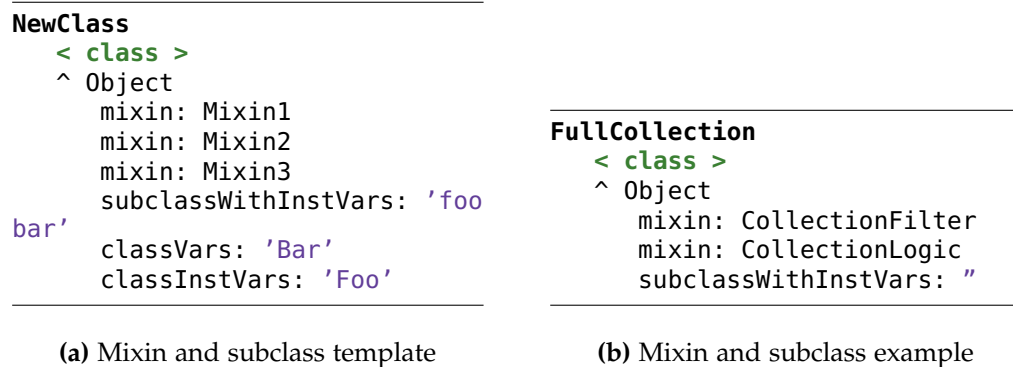 NewClass
< class >
^ Object
mixin: Mixin1
mixin: Mixin2
mixin: Mixin3
subclassWithInstVars: ’foo
bar’
classVars: ’Bar’
classInstVars: ’Foo’
(a) Mixin and subclass template
FullCollection
< class >
^ Object
mixin: CollectionFilter
mixin: CollectionLogic
subclassWithInstVars: ”
(b) Mixin and subclass example